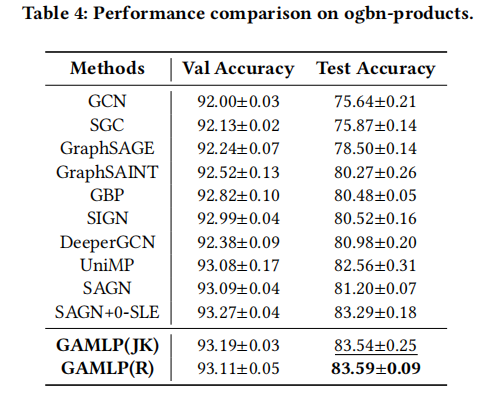 Table 4: Performance comparison on ogbn-products.
Methods Val Accuracy Test Accuracy
GCN 92.00±0.03 75.64±0.21
SGC 92.13±0.02 75.87±0.14
GraphSAGE 92.24±0.07 78.50±0.14
GraphSAINT 92.52±0.13 80.27±0.26
GBP 92.82±0.10 80.48±0.05
SIGN 92.99±0.04 80.52±0.16
DeeperGCN 92.38±0.09 80.98±0.20
UniMP 93.08±0.17 82.56±0.31
SAGN 93.09±0.04 81.20±0.07
SAGN+0-SLE 93.27±0.04 83.29±0.18
GAMLP(JK) 93.19±0.03 83.54±0.25
GAMLP(R) 93.11±0.05 83.59±0.09